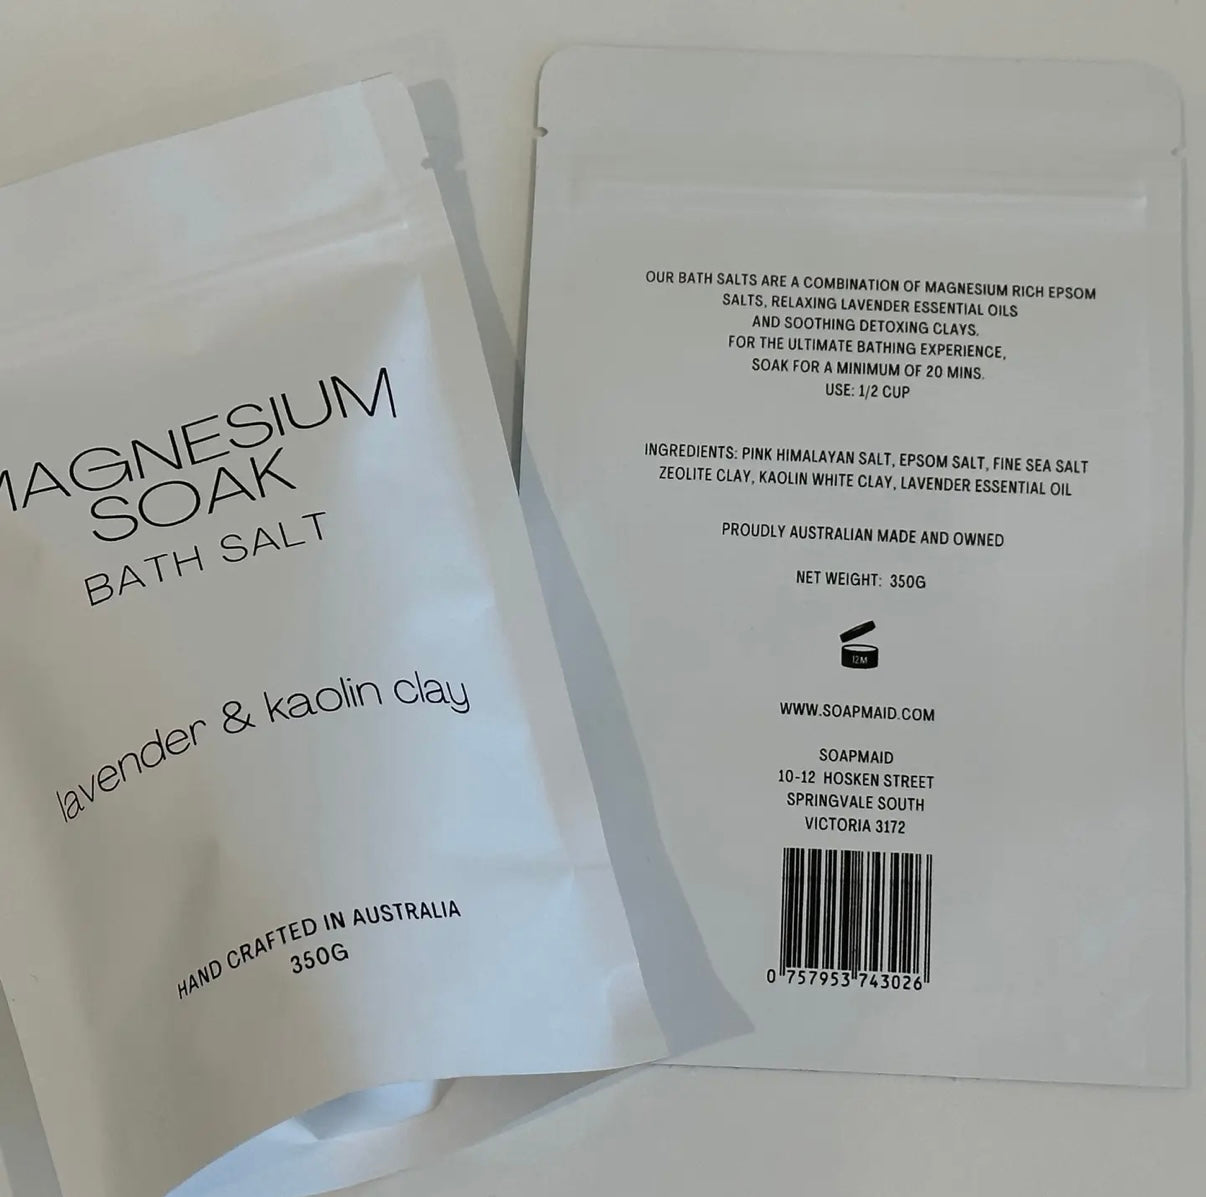 MAGNESIUM
SOAK
BATH SALT
lavender & kaolin clay
HAND CRAFTED IN AUSTRALIA
350G
OUR BATH SALTS ARE A COMBINATION OF MAGNESIUM RICH EPSOM
SALTS, RELAXING LAVENDER ESSENTIAL OILS
AND SOOTHING DETOXING CLAYS.
FOR THE ULTIMATE BATHING EXPERIENCE,
SOAK FOR A MINIMUM OF 20 MINS.
USE: 1/2 CUP
INGREDIENTS: PINK HIMALAYAN SALT, EPSOM SALT, FINE SEA SALT
ZEOLITE CLAY, KAOLIN WHITE CLAY, LAVENDER ESSENTIAL OIL
PROUDLY AUSTRALIAN MADE AND OWNED
NET WEIGHT: 350G
12M
WWW.SOAPMAID.COM
SOAPMAID
10-12 HOSKEN STREET
SPRINGVALE SOUTH
VICTORIA 3172
0 757953 743026